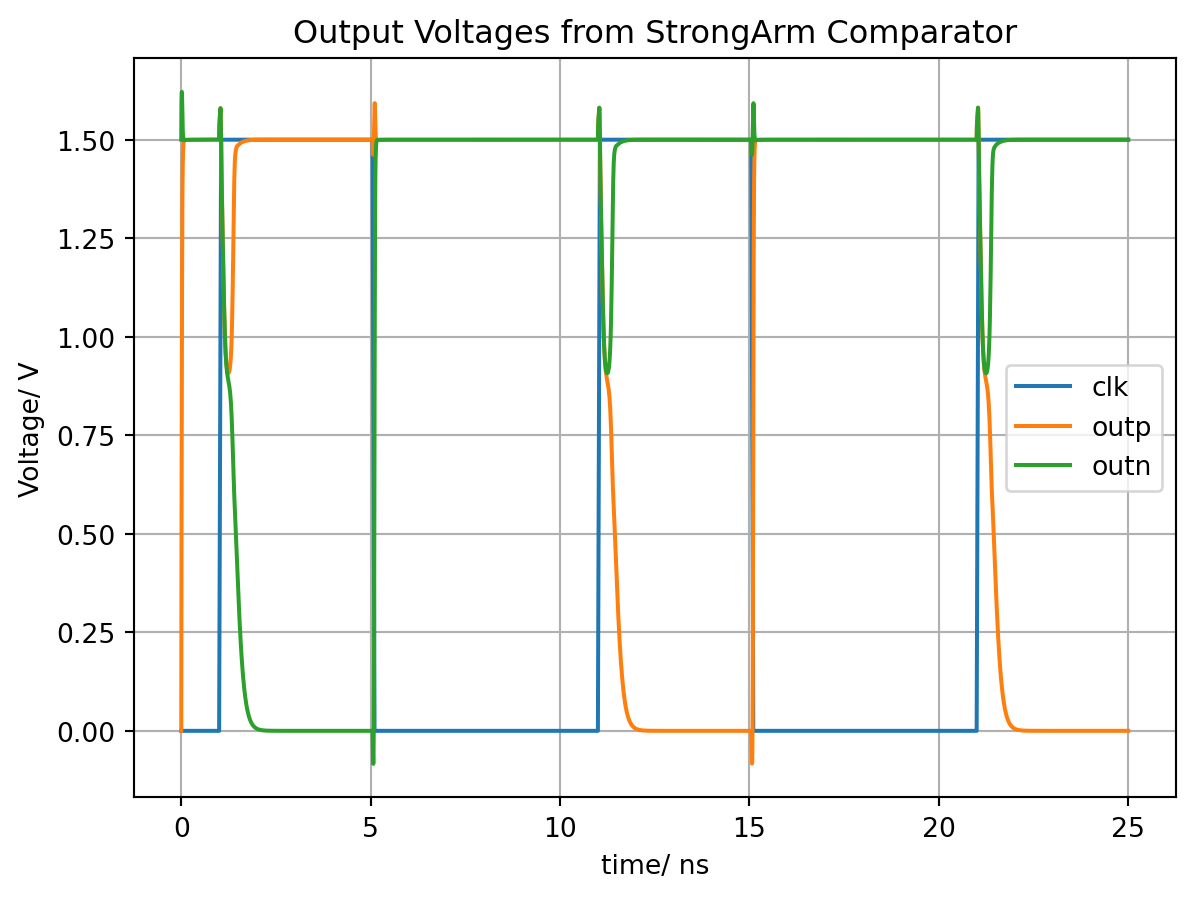 Output Voltages from StrongArm Comparator
Voltage/ V
1.50
1.25
1.00
0.75
0.50
0.25
0.00
clk
outp
outn
0 5 10 15 20 25
time/ ns